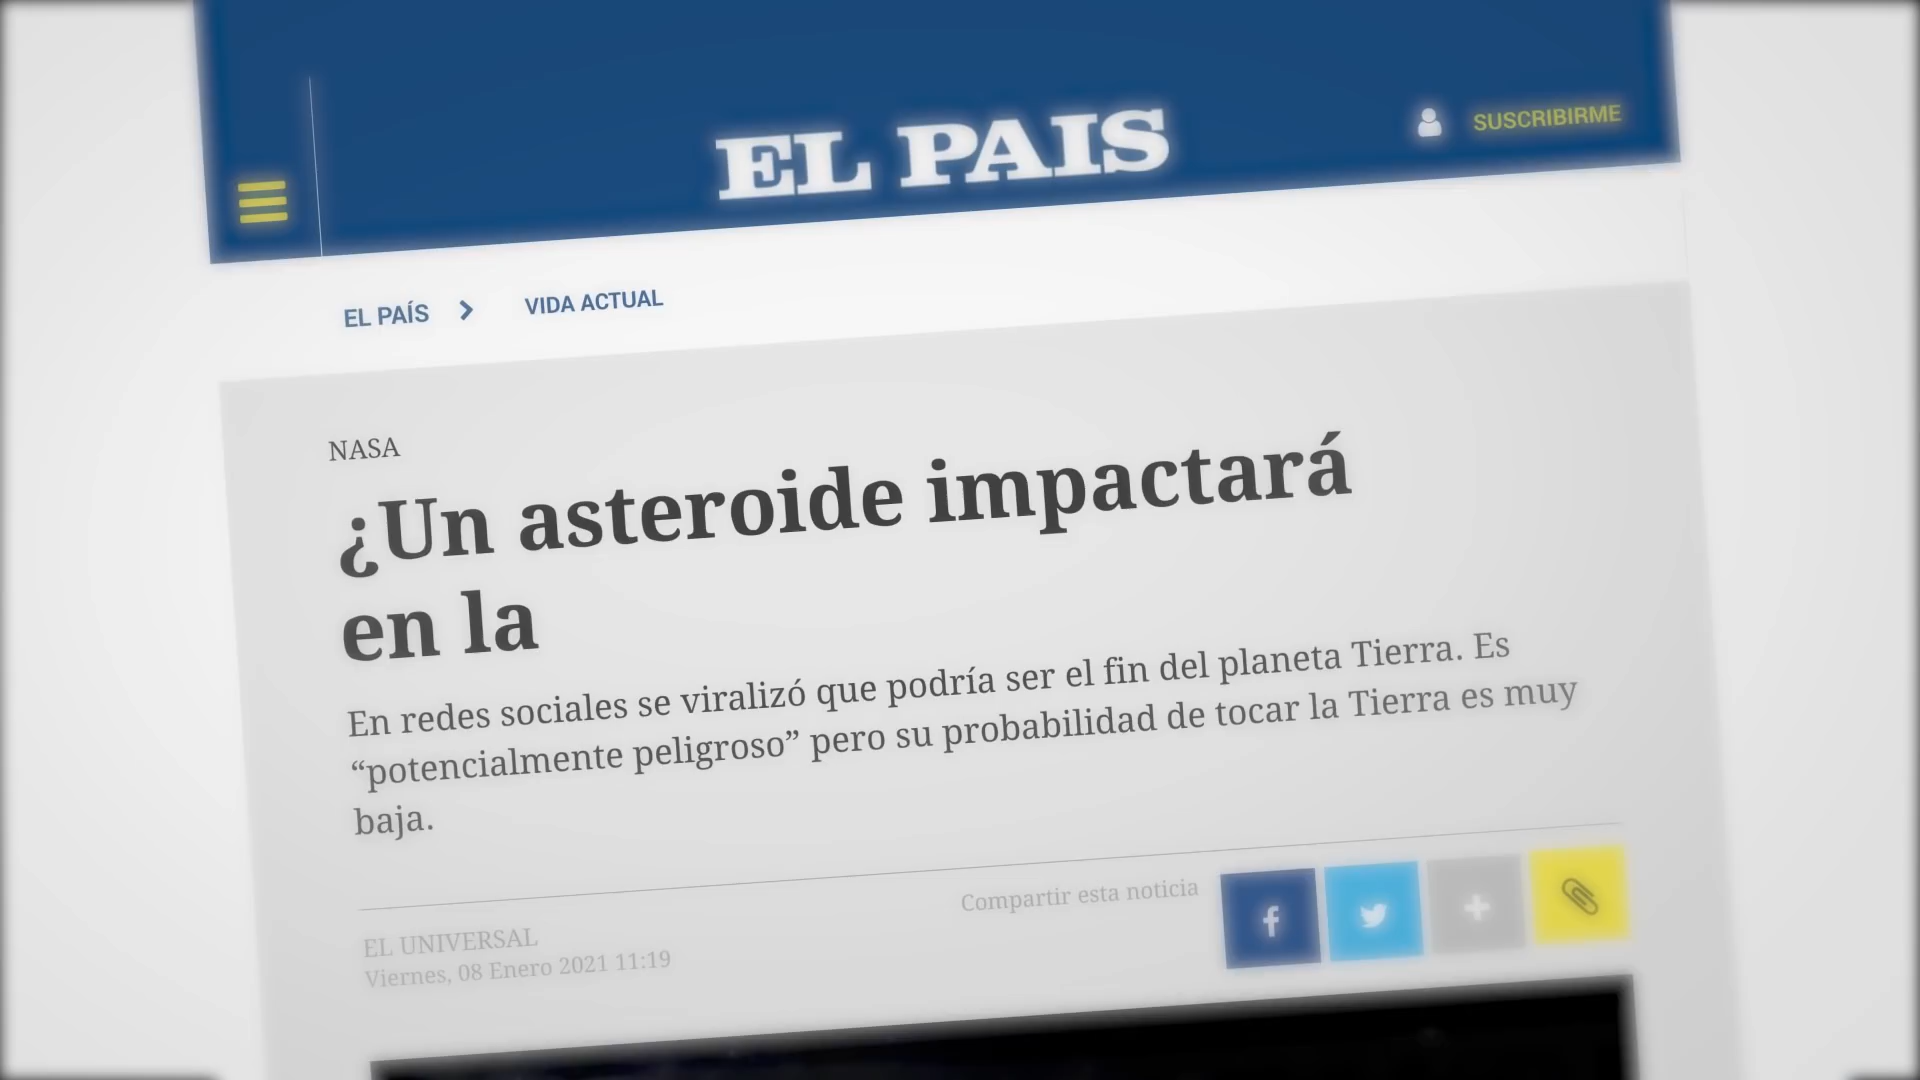 EL PAIS
SUSCRIBIRME
EL PAÍS
VIDA ACTUAL
NASA
¿Un asteroide impactará
en la
En redes sociales se viralizó que podría ser el fin del planeta Tierra. Es
“potencialmente peligroso” pero su probabilidad de tocar la Tierra es muy
baja.
Compartir esta noticia
EL UNIVERSAL
Viernes, 08 Enero 2021 11:19